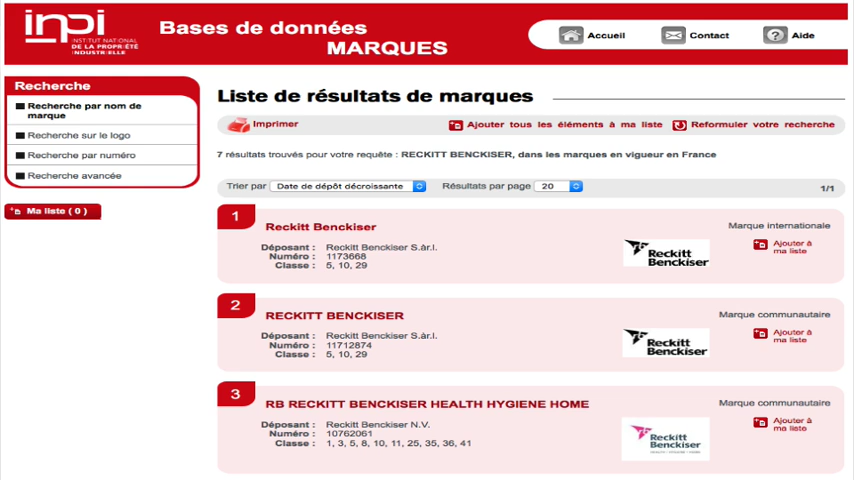 inpi
INSTITUT NATIONAL
DE LA PROPRIÉTÉ
INDUSTRIELLE
Bases de données
MARQUES
Accueil
Contact
? Aide
Recherche
Recherche par nom de
marque
Recherche sur le logo
Recherche par numéro
Recherche avancée
Ma liste ( 0 )
Liste de résultats de marques
Imprimer
Ajouter tous les éléments à ma liste
Reformuler votre recherche
7 résultats trouvés pour votre requête : RECKITT BENCKISER, dans les marques en vigueur en France
Trier par Date de dépôt décroissante Résultats par page 20 1/1
1
Reckitt Benckiser
Déposant : Reckitt Benckiser S.àr.l.
Numéro : 1173668
Classe : 5, 10, 29
Reckitt
Benckiser
Marque internationale
Ajouter à
ma liste
2
RECKITT BENCKISER
Déposant : Reckitt Benckiser S.àr.l.
Numéro : 11712874
Classe : 5, 10, 29
Reckitt
Benckiser
Marque communautaire
Ajouter à
ma liste
3
RB RECKITT BENCKISER HEALTH HYGIENE HOME
Déposant : Reckitt Benckiser N.V.
Numéro : 10762061
Classe : 1, 3, 5, 8, 10, 11, 25, 35, 36, 41
Reckitt
Benckiser
HEALTH • HYGIENE • HOME
Marque communautaire
Ajouter à
ma liste